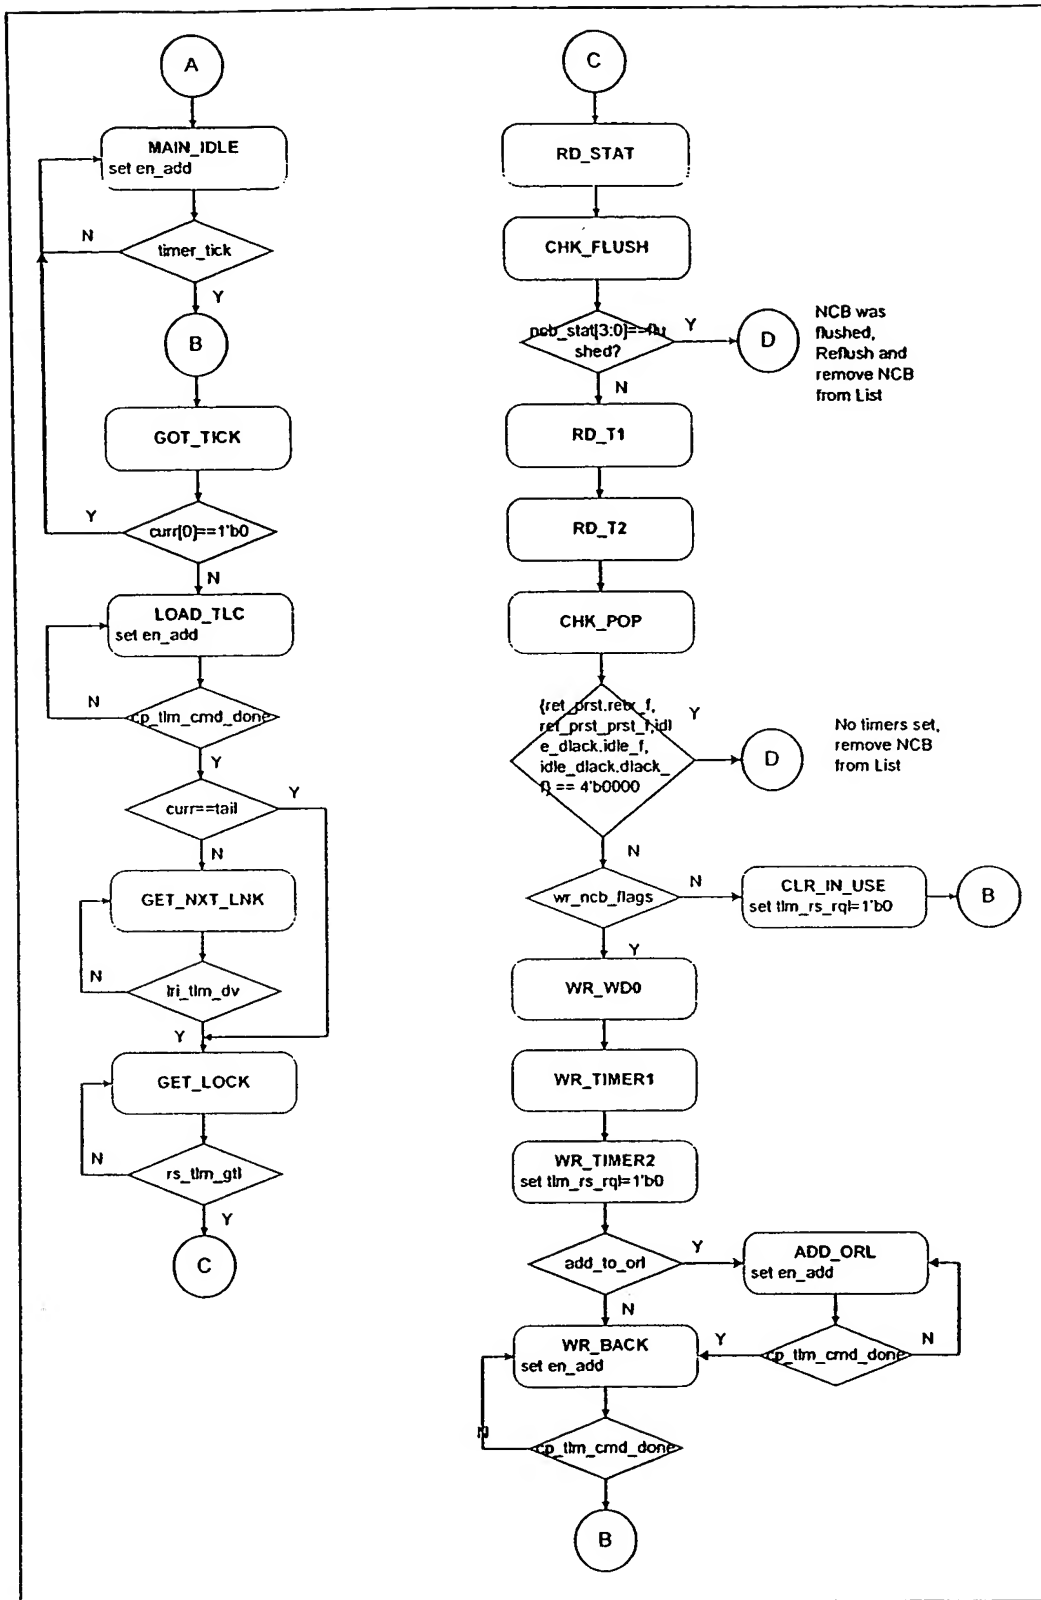 A
MAIN_IDLE
set en_add
timer_tick
N
Y
B
GOT_TICK
curr[0]==1'b0
Y
N
LOAD_TLC
set en_add
cp_tlm_cmd_done
N
Y
curr==tail
Y
N
GET_NXT_LNK
lri_tlm_dv
N
Y
GET_LOCK
rs_tlm_gtl
N
Y
C
C
RD_STAT
CHK_FLUSH
ncb_stat[3:0]==flu
shed?
Y
D
NCB was
flushed,
Reflush and
remove NCB
from List
N
RD_T1
RD_T2
CHK_POP
{ret_prst.retx_f,
ret_prst_prst_f,idl
e_dlack.idle_f,
idle_dlack.dlack_
f} == 4'b0000
Y
D
No timers set,
remove NCB
from List
N
wr_ncb_flags
N
CLR_IN_USE
set tlm_rs_rql=1'b0
B
Y
WR_WD0
WR_TIMER1
WR_TIMER2
set tlm_rs_rql=1'b0
add_to_orl
Y
ADD_ORL
set en_add
N
cp_tlm_cmd_done
Y
N
WR_BACK
set en_add
cp_tlm_cmd_done
N
B